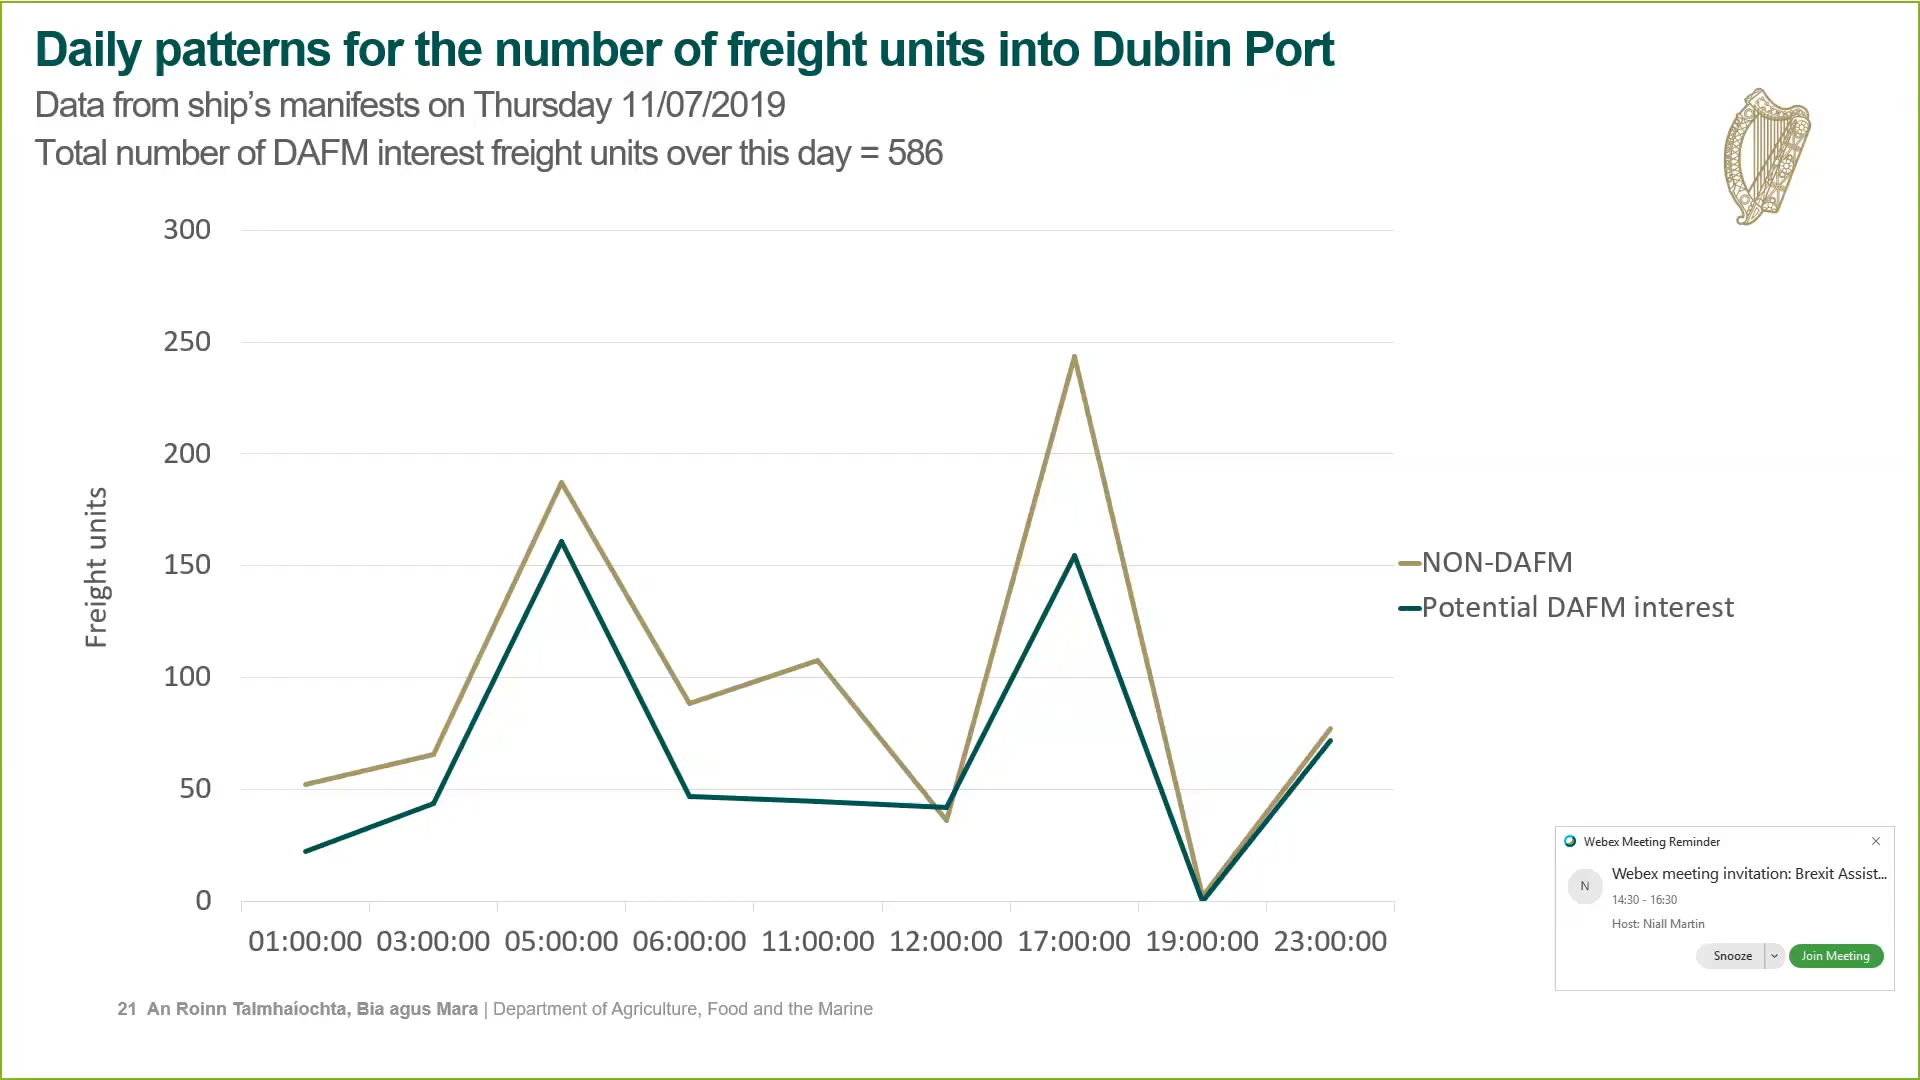 Daily patterns for the number of freight units into Dublin Port
Data from ship’s manifests on Thursday 11/07/2019
Total number of DAFM interest freight units over this day = 586
300
250
200
150
100
50
0
Freight units
01:00:00 03:00:00 05:00:00 06:00:00 11:00:00 12:00:00 17:00:00 19:00:00 23:00:00
NON-DAFM
Potential DAFM interest
Webex Meeting Reminder
N
Webex meeting invitation: Brexit Assist...
14:30 - 16:30
Host: Niall Martin
Snooze
Join Meeting
21 An Roinn Talmhaíochta, Bia agus Mara | Department of Agriculture, Food and the Marine